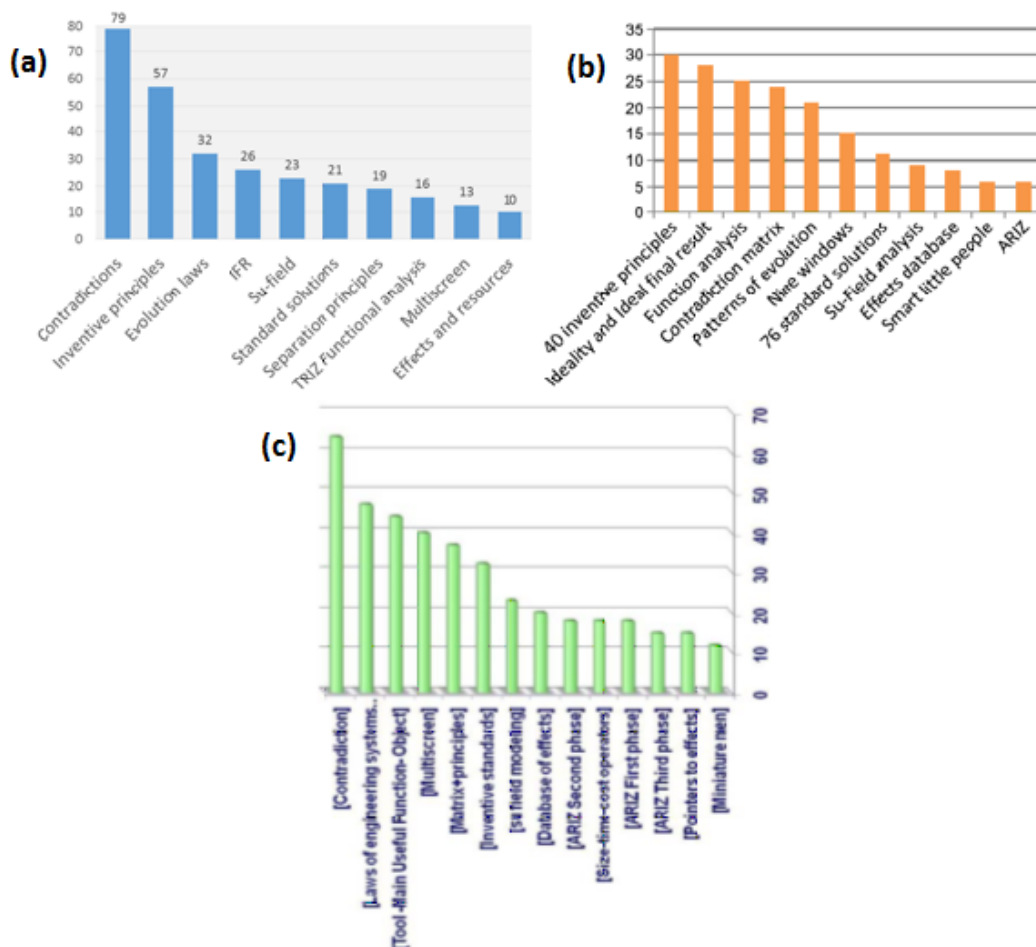 (a)
80
70
60
50
40
30
20
10
0
79
57
32
26
23
21
19
16
13
10
Contradictions
Inventive principles
Evolution laws
IFR
Su-field
Standard solutions
Separation principles
TRIZ Functional analysis
Multiscreen
Effects and resources
(b)
35
30
25
20
15
10
5
0
40 inventive principles
Ideality and Ideal final result
Function analysis
Contradiction matrix
Patterns of evolution
Nine windows
76 standard solutions
Su-Field analysis
Effects database
Smart little people
ARIZ
(c)
70
60
50
40
30
20
10
0
[Contradiction]
[Laws of engineering systems..
[Tool -Main Useful Function- Object]
[Multiscreen]
[Matrix+principles]
[Inventive standards]
[su field modeling]
[Database of effects]
[ARIZ Second phase]
[Size-time-cost operators]
[ARIZ First phase]
[ARIZ Third phase]
[Pointers to effects]
[Miniature men]